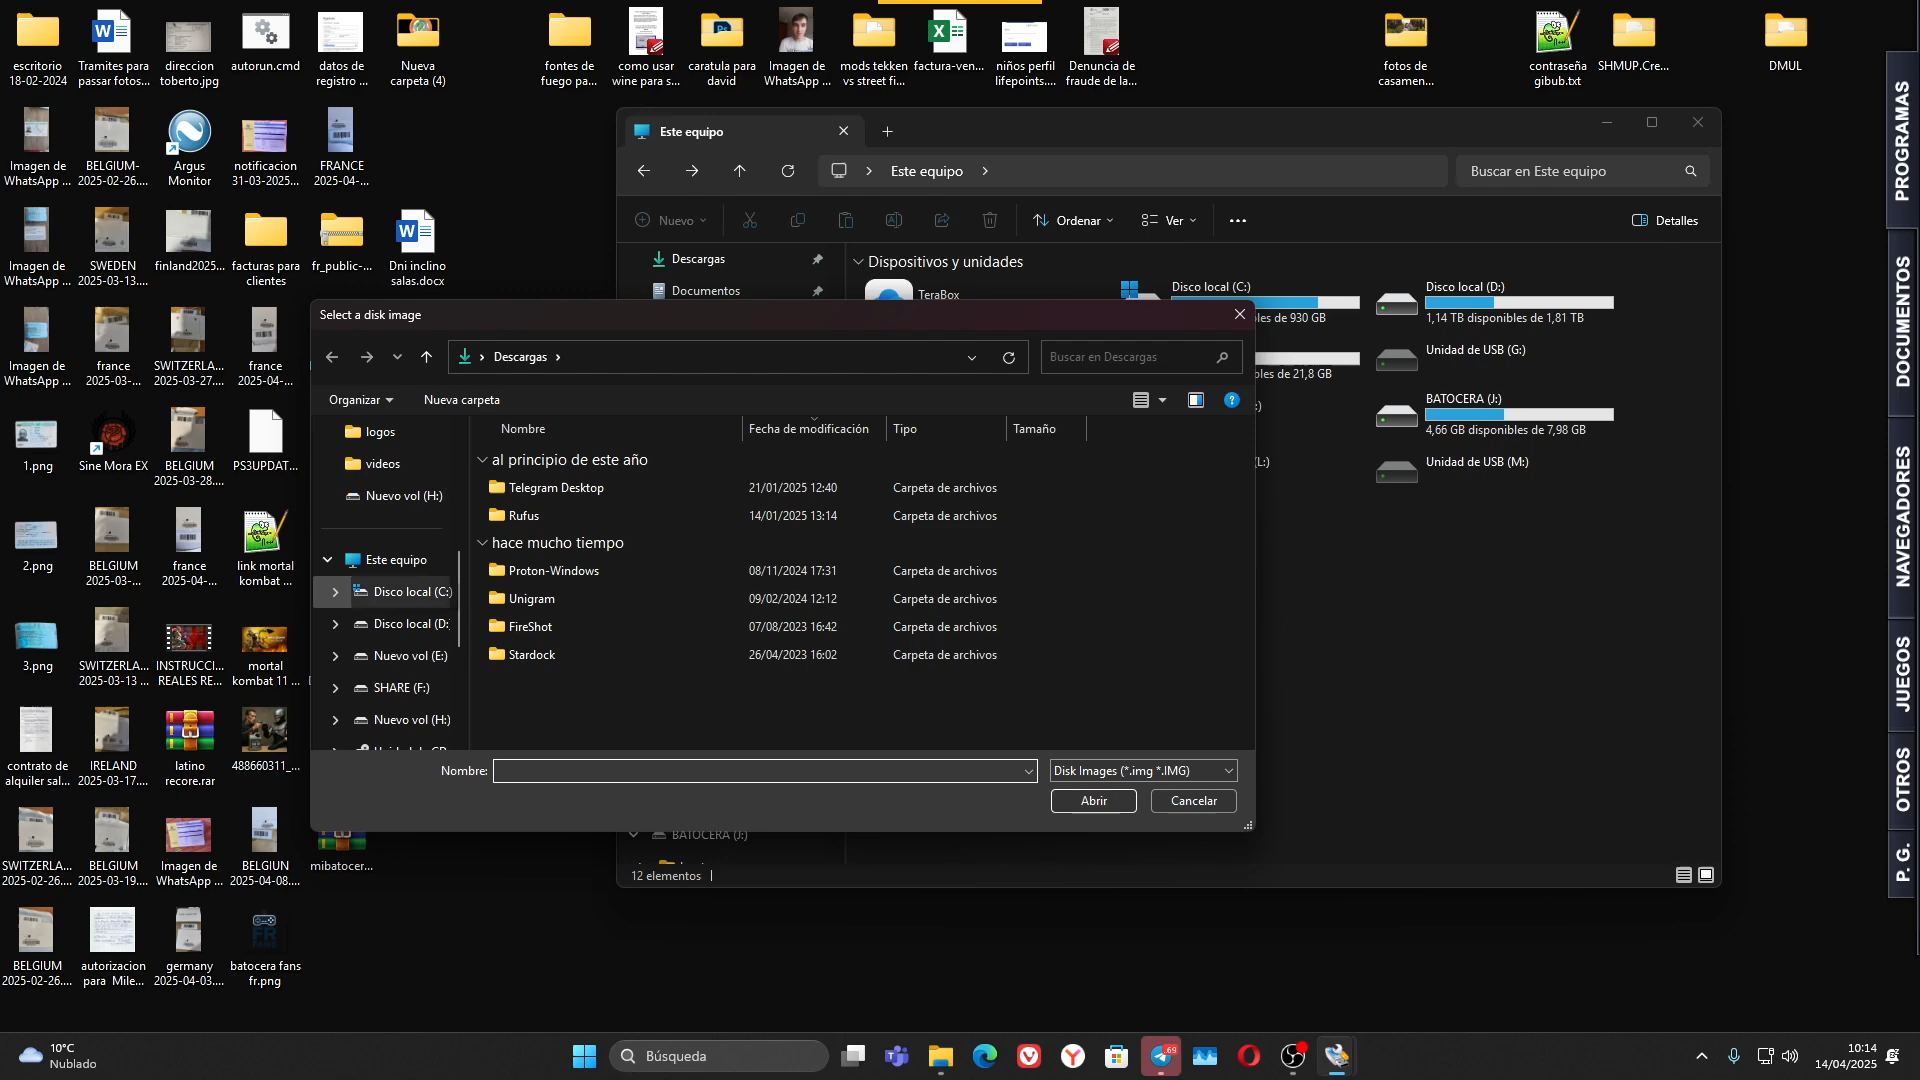 escritorio
18-02-2024
Tramites para
passar fotos...
direccion
toberto.jpg
autorun.cmd
datos de
registro ...
Nueva
carpeta (4)
fontes de
fuego pa...
como usar
wine para s...
caratula para
david
Imagen de
WhatsApp ...
mods tekken
vs street fi...
factura-ven...
niños perfil
lifepoints....
Denuncia de
fraude de la...
fotos de
casamen...
contraseña
gibub.txt
SHMUP.Cre...
DMUL
Imagen de
WhatsApp ...
BELGIUM-
2025-02-26....
Argus
Monitor
notificacion
31-03-2025...
FRANCE
2025-04-...
Imagen de
WhatsApp ...
SWEDEN
2025-03-13....
finland2025...
facturas para
clientes
fr_public-...
Dni inclino
salas.docx
Imagen de
WhatsApp ...
france
2025-03-...
SWITZERLA...
2025-03-27....
france
2025-04-...
1.png
Sine Mora EX
BELGIUM
2025-03-28....
PS3UPDAT...
2.png
BELGIUM
2025-03-...
france
2025-04-...
link mortal
kombat ...
3.png
SWITZERLA...
2025-03-13 ...
INSTRUCCI...
REALES RE...
mortal
kombat 11 ...
contrato de
alquiler sal...
IRELAND
2025-03-17....
latino
recore.rar
488660311_...
SWITZERLA...
2025-02-26....
BELGIUM
2025-03-19....
Imagen de
WhatsApp ...
BELGIUN
2025-04-08....
mibatocer...
BELGIUM
2025-02-26....
autorizacion
para Mile...
germany
2025-04-03....
batocera fans
fr.png
Este equipo
Este equipo
Buscar en Este equipo
Nuevo
Ordenar
Ver
Detalles
Descargas
Documentos
Dispositivos y unidades
TeraBox
Disco local (C:)
bles de 930 GB
Disco local (D:)
1,14 TB disponibles de 1,81 TB
bles de 21,8 GB
Unidad de USB (G:)
:)
BATOCERA (J:)
4,66 GB disponibles de 7,98 GB
(L:)
Unidad de USB (M:)
BATOCERA (J:)
12 elementos
Select a disk image
Descargas
Buscar en Descargas
Organizar
Nueva carpeta
Nombre
Fecha de modificación
Tipo
Tamaño
logos
videos
Nuevo vol (H:)
Este equipo
Disco local (C:)
Disco local (D:
Nuevo vol (E:)
SHARE (F:)
Nuevo vol (H:)
al principio de este año
Telegram Desktop 21/01/2025 12:40 Carpeta de archivos
Rufus 14/01/2025 13:14 Carpeta de archivos
hace mucho tiempo
Proton-Windows 08/11/2024 17:31 Carpeta de archivos
Unigram 09/02/2024 12:12 Carpeta de archivos
FireShot 07/08/2023 16:42 Carpeta de archivos
Stardock 26/04/2023 16:02 Carpeta de archivos
Nombre:
Disk Images (*.img *.IMG)
Abrir
Cancelar
PROGRAMAS
DOCUMENTOS
NAVEGADORES
JUEGOS
OTROS
P. G.
10°C
Nublado
Búsqueda
69
10:14
14/04/2025